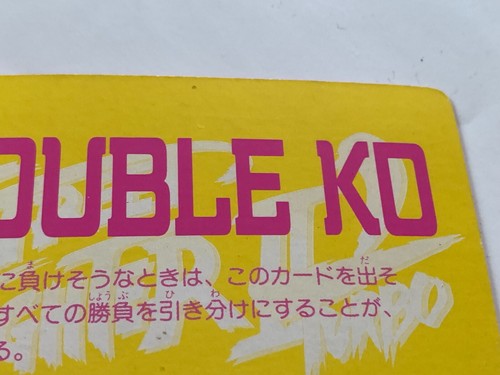 OUBLE KO
に負けそうなときは、このカードを出そ
すべての勝負を引き分けにすることが、
る。